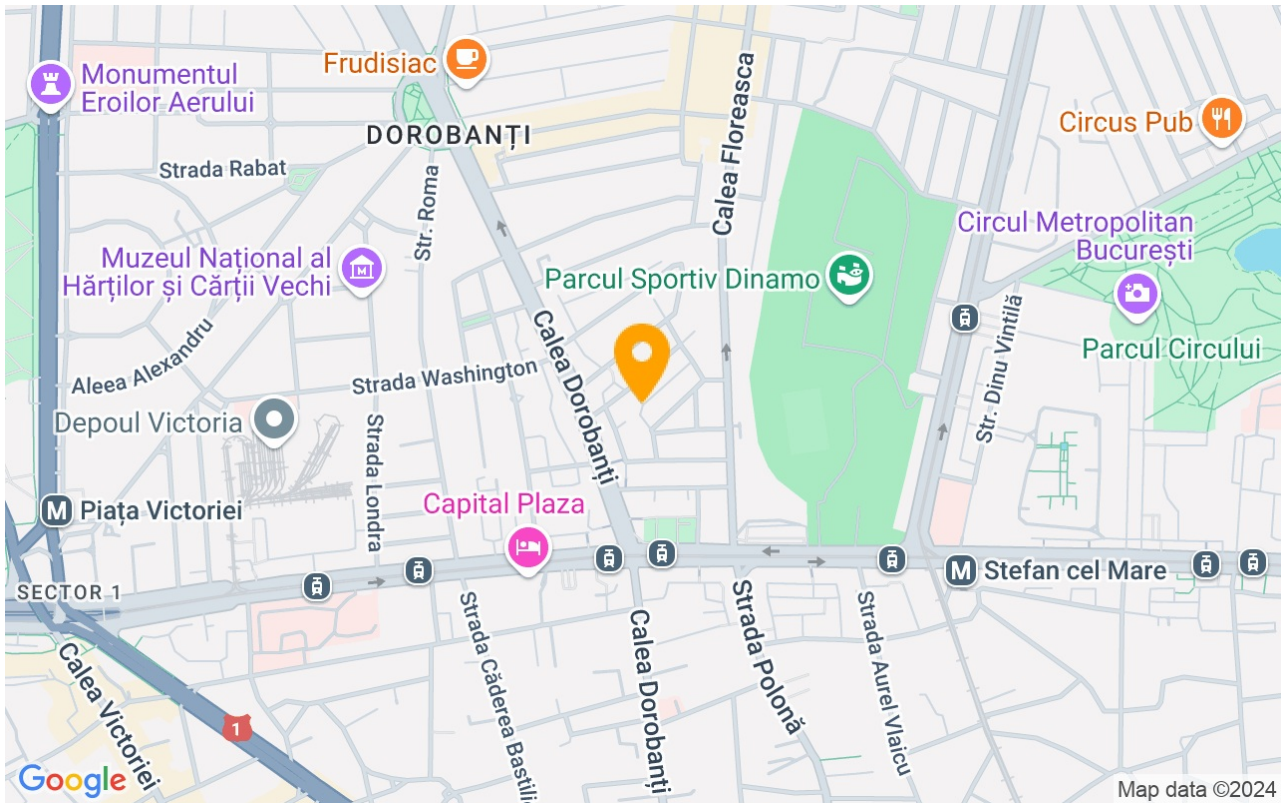 Frudisiac
Monumentul
Eroilor Aerului
DOROBANȚI
Calea Floreasca
Circus Pub
Strada Rabat
Str. Roma
Circul Metropolitan
București
Muzeul Național al
Hărților și Cărții Vechi
Parcul Sportiv Dinamo
Parcul Circului
Aleea Alexandru
Strada Washington
Calea Dorobanți
Str. Dinu Vintilă
Depoul Victoria
Strada Londra
M Piața Victoriei
Capital Plaza
M Stefan cel Mare
SECTOR 1
Strada Căderea Bastili
Calea Dorobanți
Strada Polonă
Strada Aurel Vlaicu
Calea Victoriei
1
Google
Map data ©2024